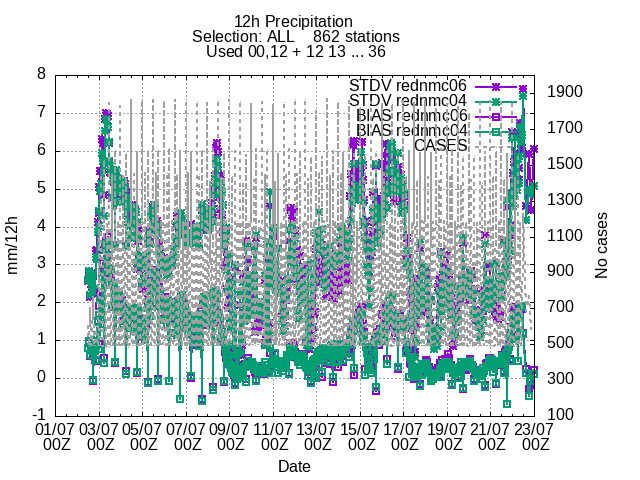 12h Precipitation
Selection: ALL 862 stations
Used 00,12 + 12 13 ... 36
STDV rednmc06
STDV rednmc04
BIAS rednmc06
BIAS rednmc04
CASES
8
7
6
5
4
3
2
1
0
-1
mm/12h
1900
1700
1500
1300
1100
900
700
500
300
100
No cases
01/07 03/07 05/07 07/07 09/07 11/07 13/07 15/07 17/07 19/07 21/07 23/07
00Z 00Z 00Z 00Z 00Z 00Z 00Z 00Z 00Z 00Z 00Z 00Z
Date